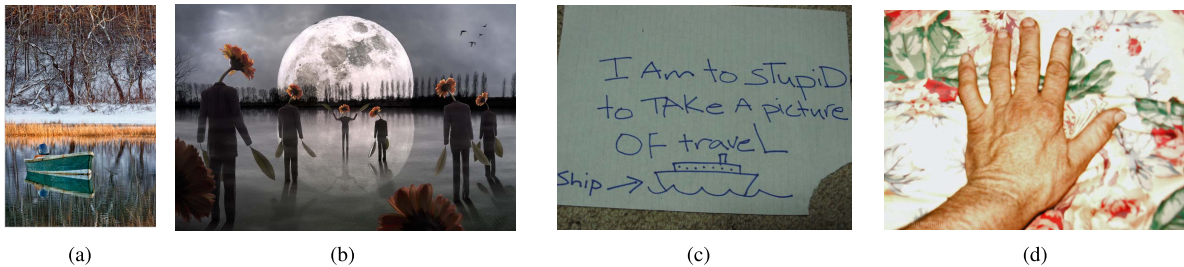 I Am to sTupiD
to TAKe A picture
OF traveL
Ship →
(a)
(b)
(c)
(d)